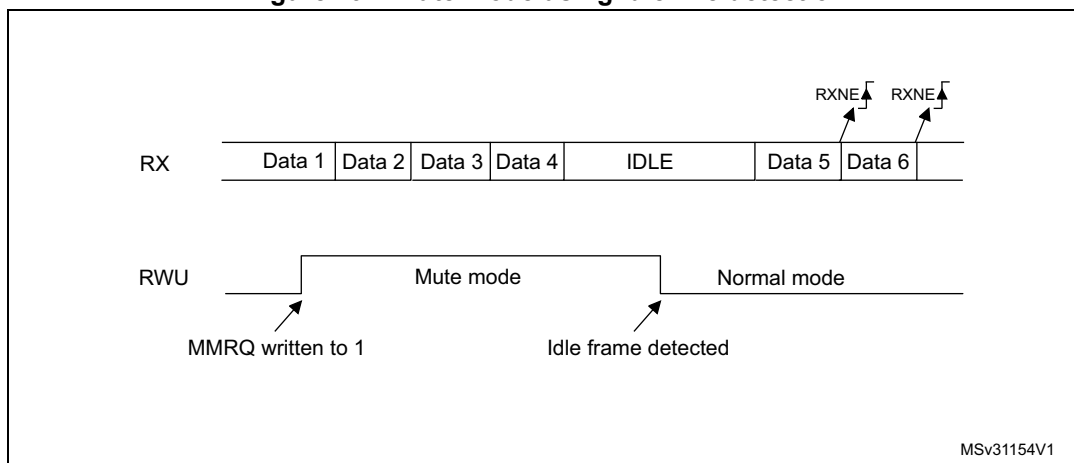 RXNE RXNE
RX Data 1 Data 2 Data 3 Data 4 IDLE Data 5 Data 6
RWU Mute mode Normal mode
MMRQ written to 1 Idle frame detected
MSv31154V1